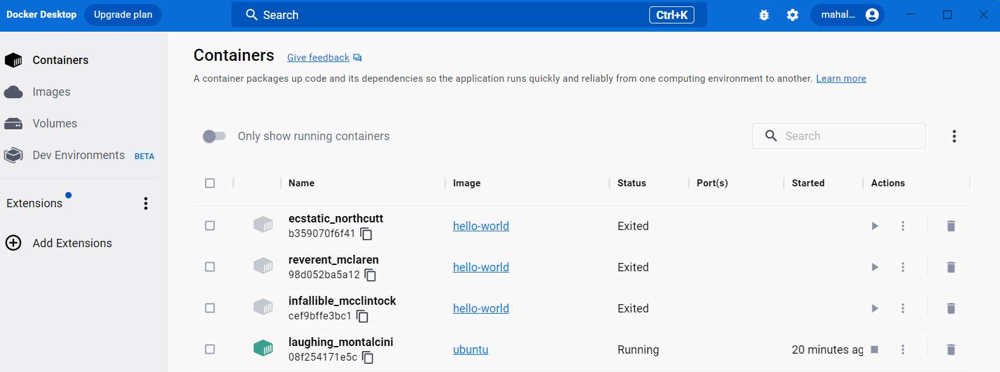 Docker Desktop Upgrade plan Search Ctrl+K mahal...
Containers
Images
Volumes
Dev Environments BETA
Extensions
Add Extensions
Containers Give feedback
A container packages up code and its dependencies so the application runs quickly and reliably from one computing environment to another. Learn more
Only show running containers Search
Name Image Status Port(s) Started Actions
ecstatic_northcutt
b359070f6f41 hello-world Exited
reverent_mclaren
98d052ba5a12 hello-world Exited
infallible_mcclintock
cef9bffe3bc1 hello-world Exited
laughing_montalcini
08f254171e5c ubuntu Running 20 minutes ag